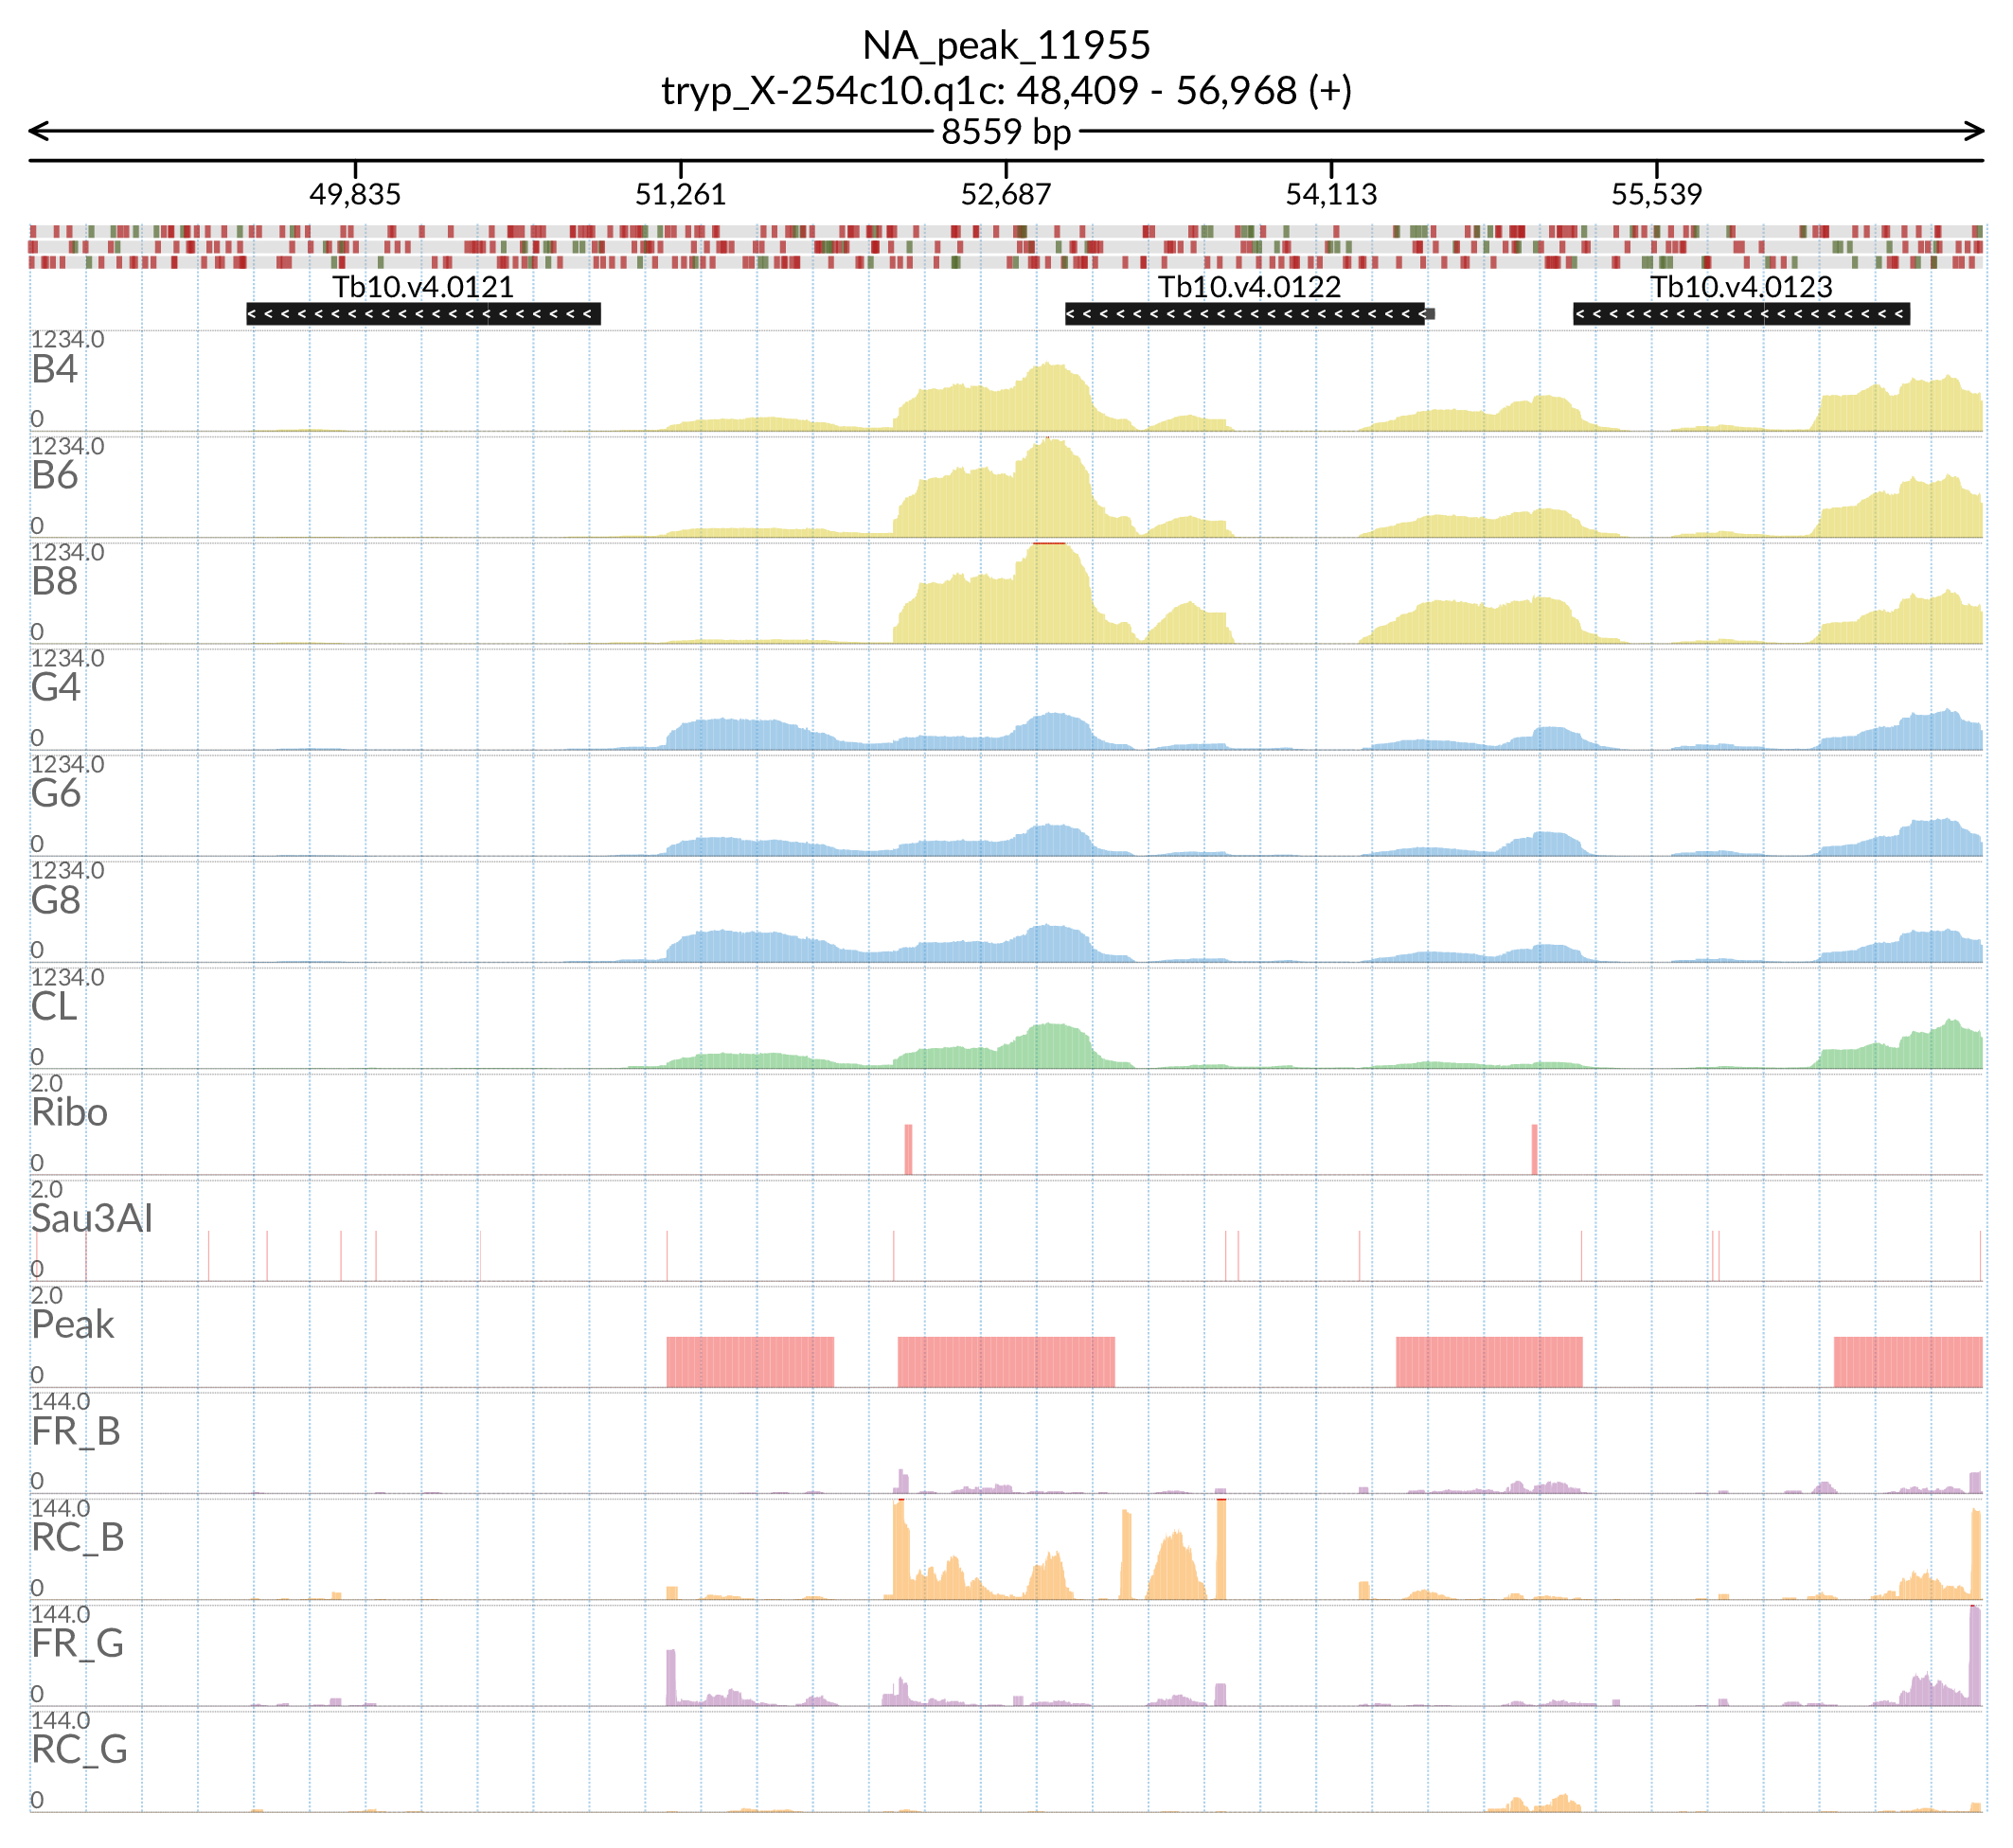 NA_peak_11955
tryp_X-254c10.q1c: 48,409 - 56,968 (+)
8559 bp
49,835 51,261 52,687 54,113 55,539
Tb10.v4.0121 Tb10.v4.0122 Tb10.v4.0123
1234.0
B4
0
1234.0
B6
0
1234.0
B8
0
1234.0
G4
0
1234.0
G6
0
1234.0
G8
0
1234.0
CL
0
2.0
Ribo
0
2.0
Sau3AI
0
2.0
Peak
0
144.0
FR_B
0
144.0
RC_B
0
144.0
FR_G
0
144.0
RC_G
0